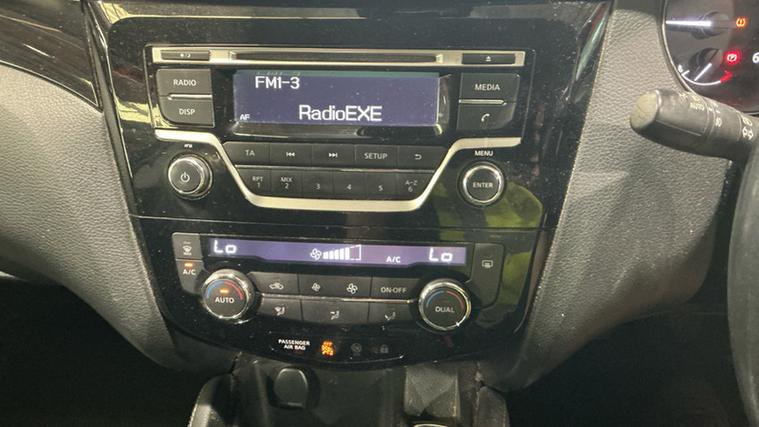 FM1-3
RadioEXE
AF
RADIO
DISP
MEDIA
TA
SETUP
MENU
ENTER
RPT 1
MIX 2
3
4
5
A-Z 6
Lo
A/C
Lo
A/C
AUTO
ON-OFF
DUAL
PASSENGER
AIR BAG
OFF